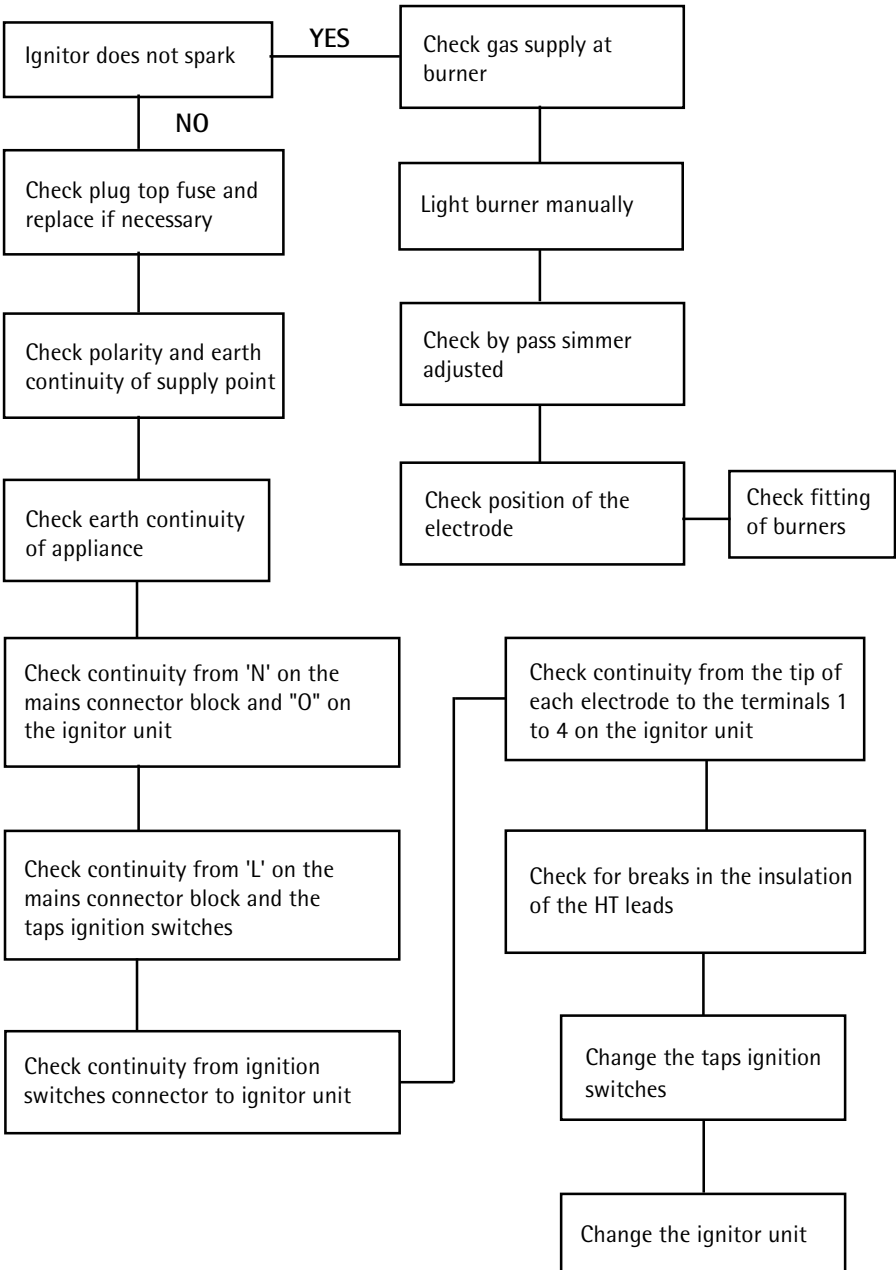 Ignitor does not spark
YES
Check gas supply at
burner
NO
Check plug top fuse and
replace if necessary
Light burner manually
Check polarity and earth
continuity of supply point
Check by pass simmer
adjusted
Check earth continuity
of appliance
Check position of the
electrode
Check fitting
of burners
Check continuity from 'N' on the
mains connector block and "O" on
the ignitor unit
Check continuity from 'L' on the
mains connector block and the
taps ignition switches
Check continuity from ignition
switches connector to ignitor unit
Check continuity from the tip of
each electrode to the terminals 1
to 4 on the ignitor unit
Check for breaks in the insulation
of the HT leads
Change the taps ignition
switches
Change the ignitor unit